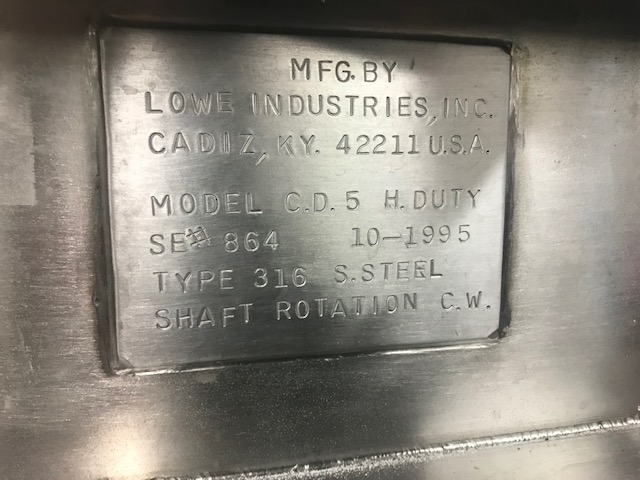 MFG. BY
LOWE INDUSTRIES, INC.
CADIZ, KY. 42211 U.S.A.
MODEL C.D. 5 H. DUTY
SE# 864 10-1995
TYPE 316 S. STEEL
SHAFT ROTATION C.W.